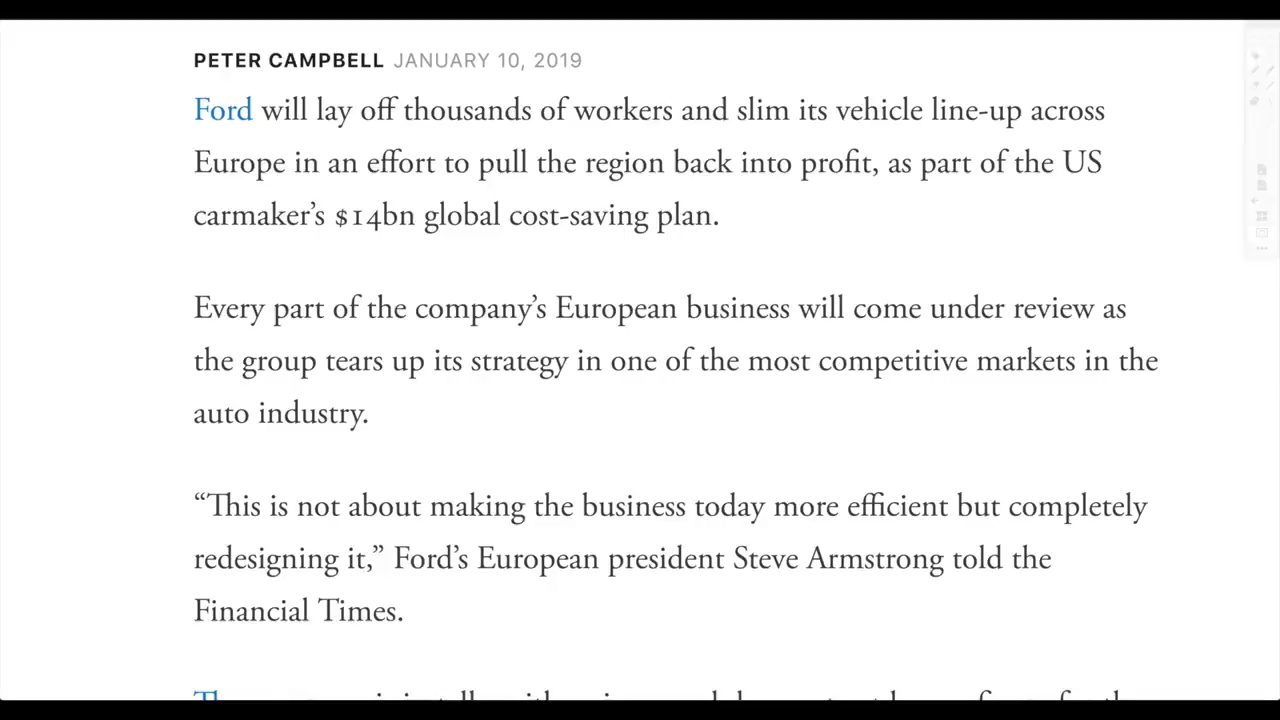 PETER CAMPBELL JANUARY 10, 2019
Ford will lay off thousands of workers and slim its vehicle line-up across
Europe in an effort to pull the region back into profit, as part of the US
carmaker’s $14bn global cost-saving plan.
Every part of the company’s European business will come under review as
the group tears up its strategy in one of the most competitive markets in the
auto industry.
“This is not about making the business today more efficient but completely
redesigning it,” Ford’s European president Steve Armstrong told the
Financial Times.